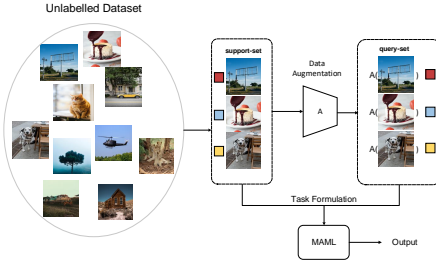 Unlabelled Dataset
support-set
Data
Augmentation
A
query-set
A( )
A( )
A( )
Task Formulation
MAML
Output